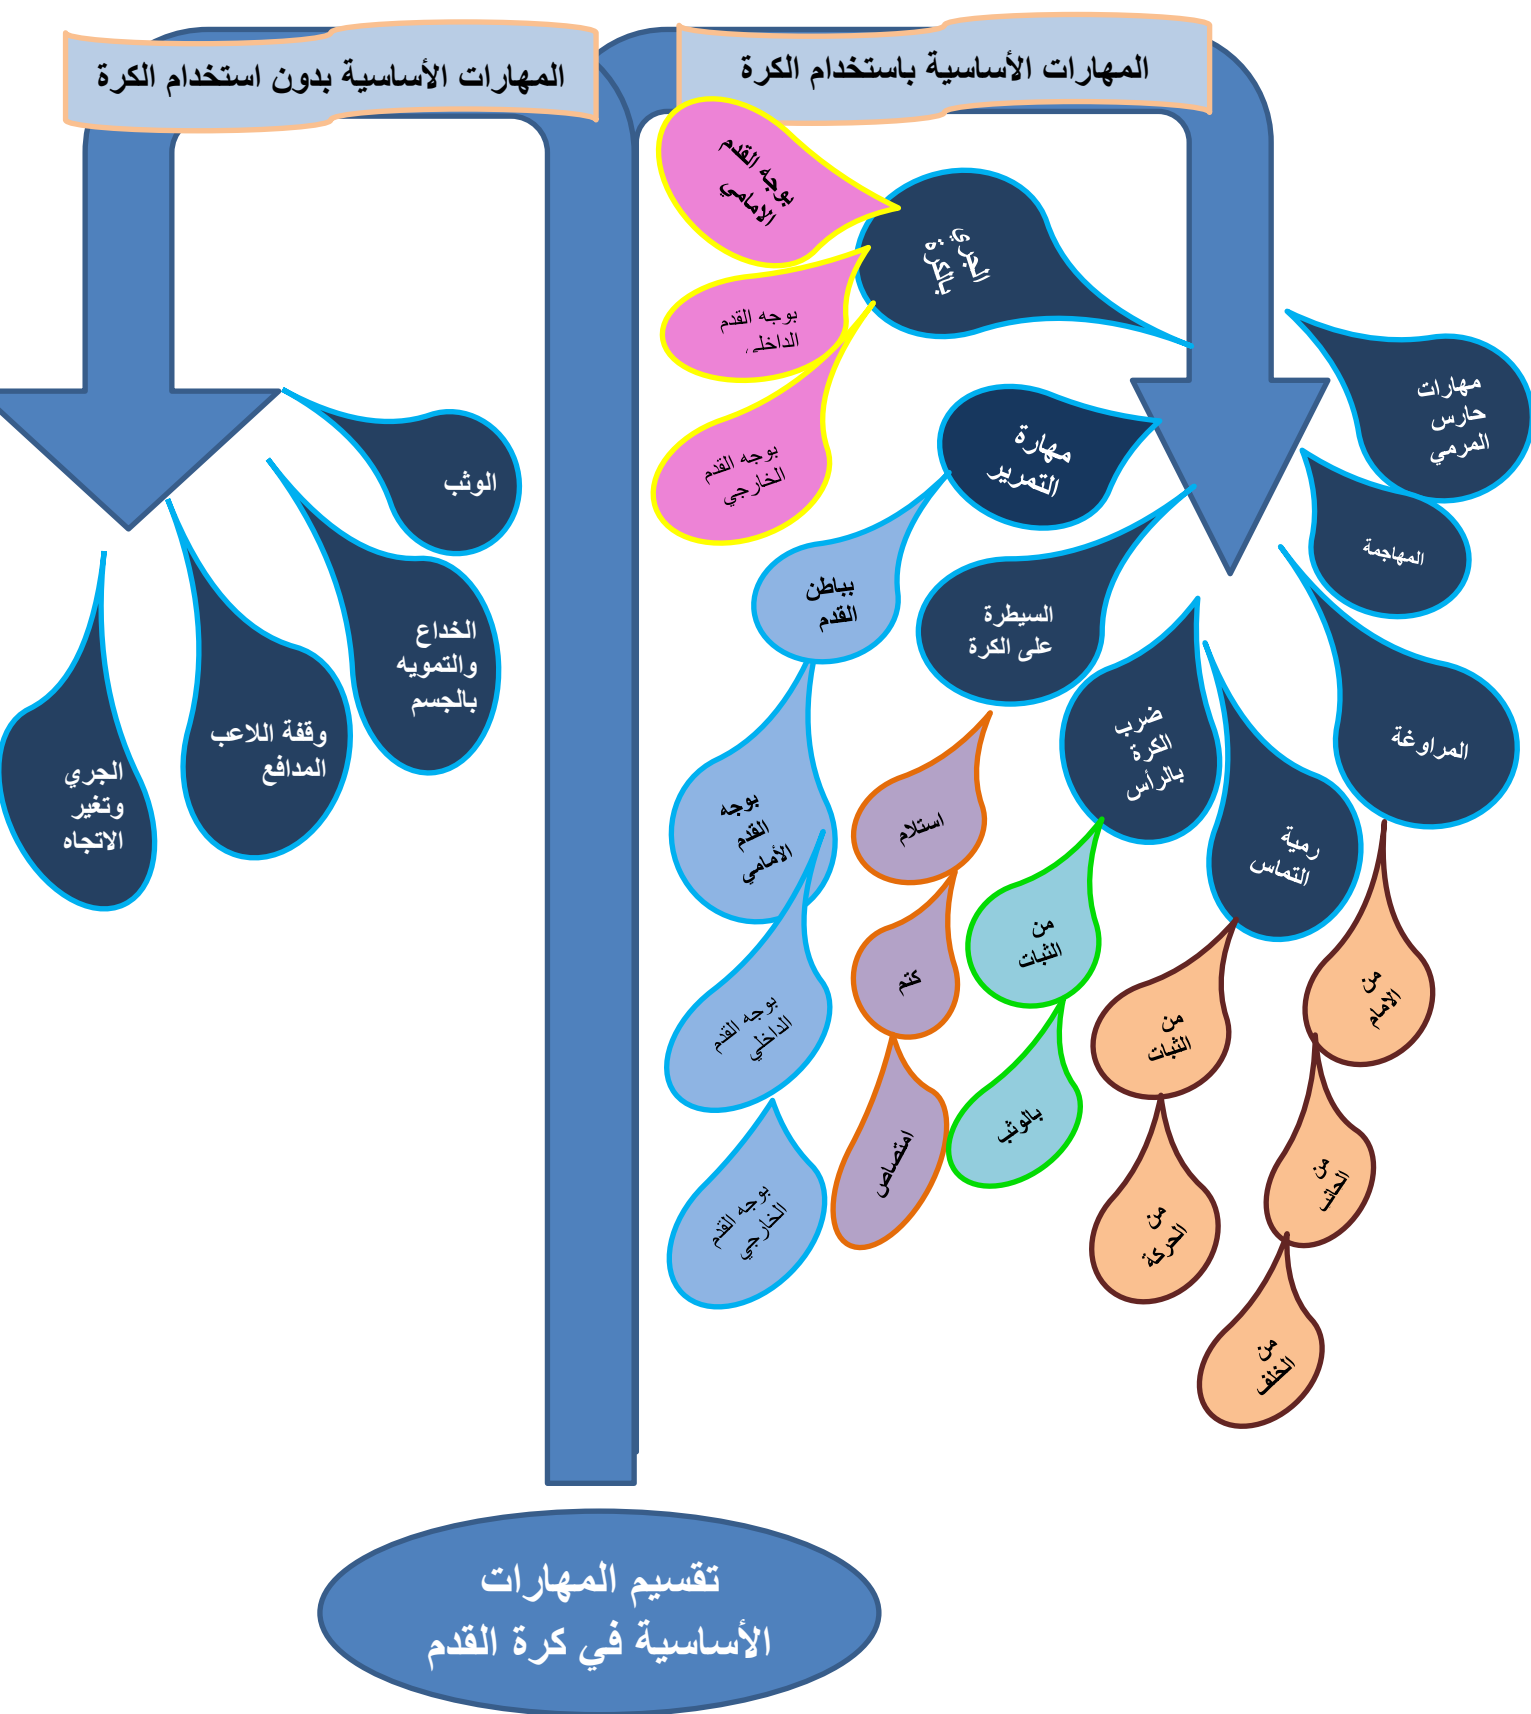 المهارات الأساسية باستخدام الكرة
المهارات الأساسية بدون استخدام الكرة
بوجه القدم
الامامي
الجري
بالكرة
بوجه القدم
الداخلي
بوجه القدم
الخارجي
مهارات
حارس
المرمي
مهارة
التمرير
المهاجمة
السيطرة
على الكرة
بباطن
القدم
ضرب
الكرة
بالرأس
المراوغة
رمية
التماس
بوجه
القدم
الأمامي
استلام
كتم
امتصاص
من
الثبات
بالوثب
من
الثبات
من
الحركة
من
الأمام
من
الجانب
من
الخلف
بوجه القدم
الداخلي
بوجه القدم
الخارجي
الوثب
الخداع
والتمويه
بالجسم
وقفة اللاعب
المدافع
الجري
وتغير
الاتجاه
تقسيم المهارات
الأساسية في كرة القدم